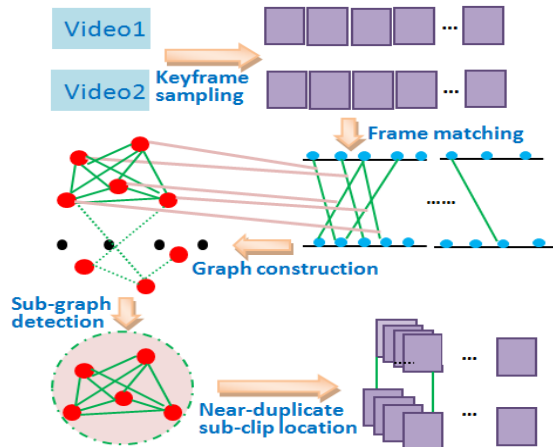 Video1
Video2
Keyframe
sampling
...
...
Frame matching
......
Graph construction
Sub-graph
detection
Near-duplicate
sub-clip location
......
...
...